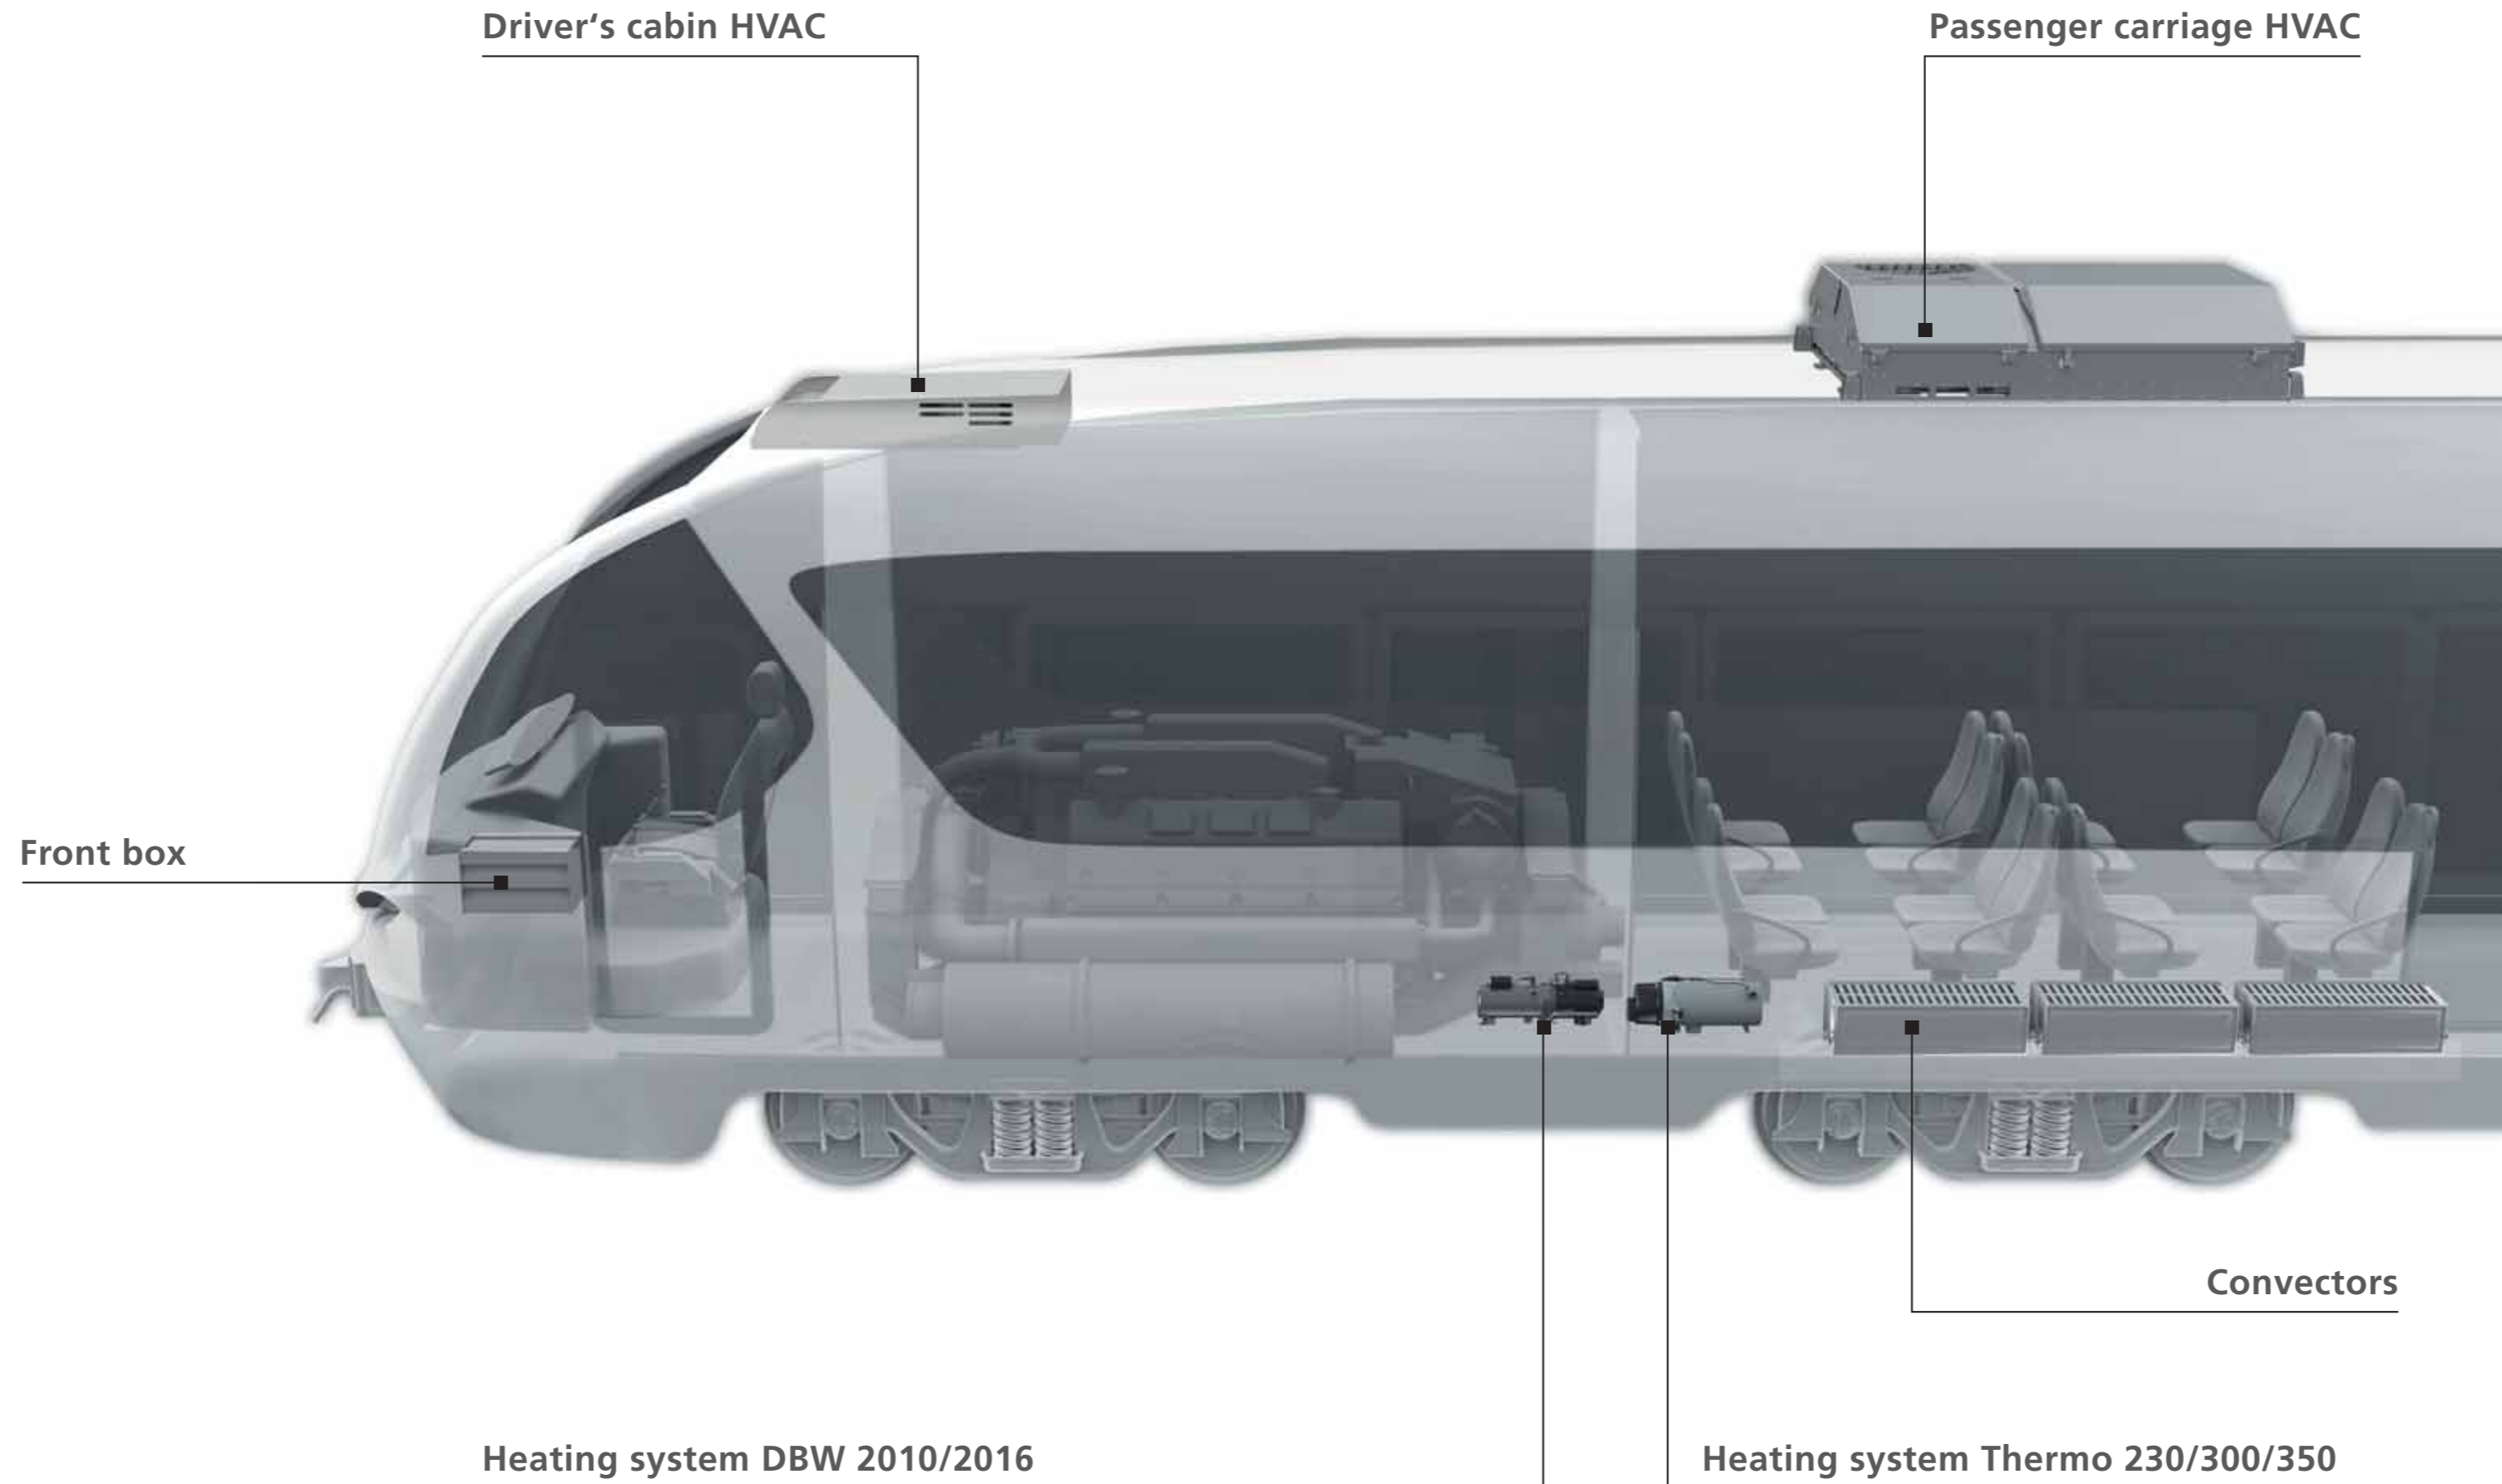 Driver‘s cabin HVAC
Passenger carriage HVAC
Front box
Convectors
Heating system DBW 2010/2016
Heating system Thermo 230/300/350